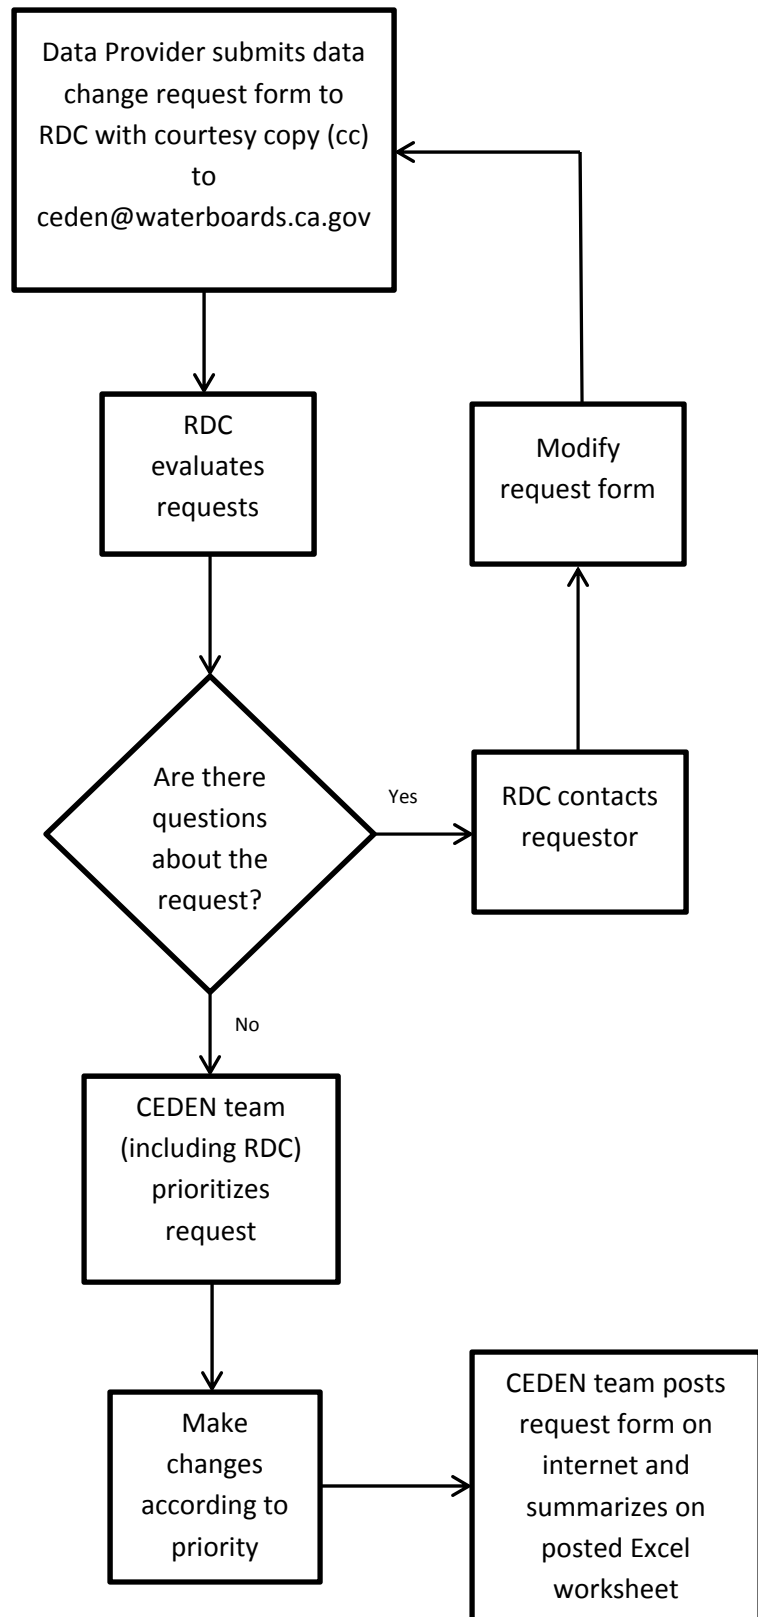 Data Provider submits data
change request form to
RDC with courtesy copy (cc)
to
ceden@waterboards.ca.gov
RDC
evaluates
requests
Modify
request form
Are there
questions
about the
request?
Yes
RDC contacts
requestor
No
CEDEN team
(including RDC)
prioritizes
request
Make
changes
according to
priority
CEDEN team posts
request form on
internet and
summarizes on
posted Excel
worksheet